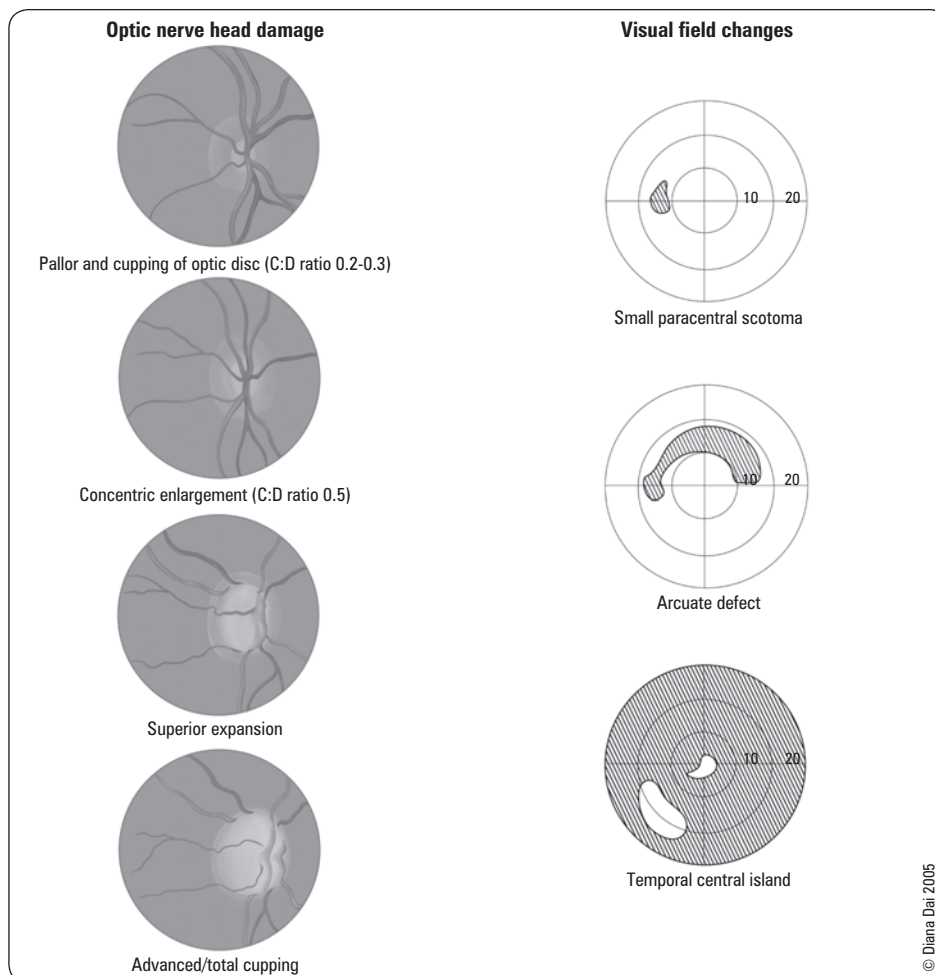 Optic nerve head damage
Pallor and cupping of optic disc (C:D ratio 0.2-0.3)
Concentric enlargement (C:D ratio 0.5)
Superior expansion
Advanced/total cupping
Visual field changes
10 20
Small paracentral scotoma
10 20
Arcuate defect
10 20
Temporal central island
© Diana Dai 2005